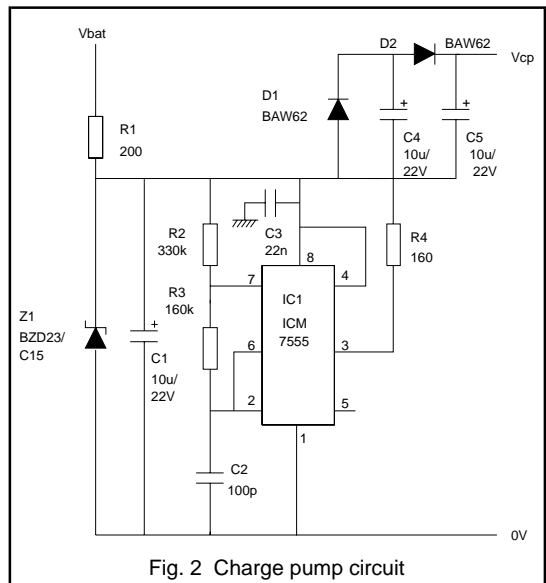 Vbat
D2
BAW62
Vcp
D1
BAW62
R1
200
C4
10u/
22V
C5
10u/
22V
R2
330k
C3
22n
8
R4
160
7
4
R3
160k
IC1
ICM
7555
Z1
BZD23/
C15
6
3
C1
10u/
22V
2
5
1
C2
100p
0V
Fig. 2 Charge pump circuit